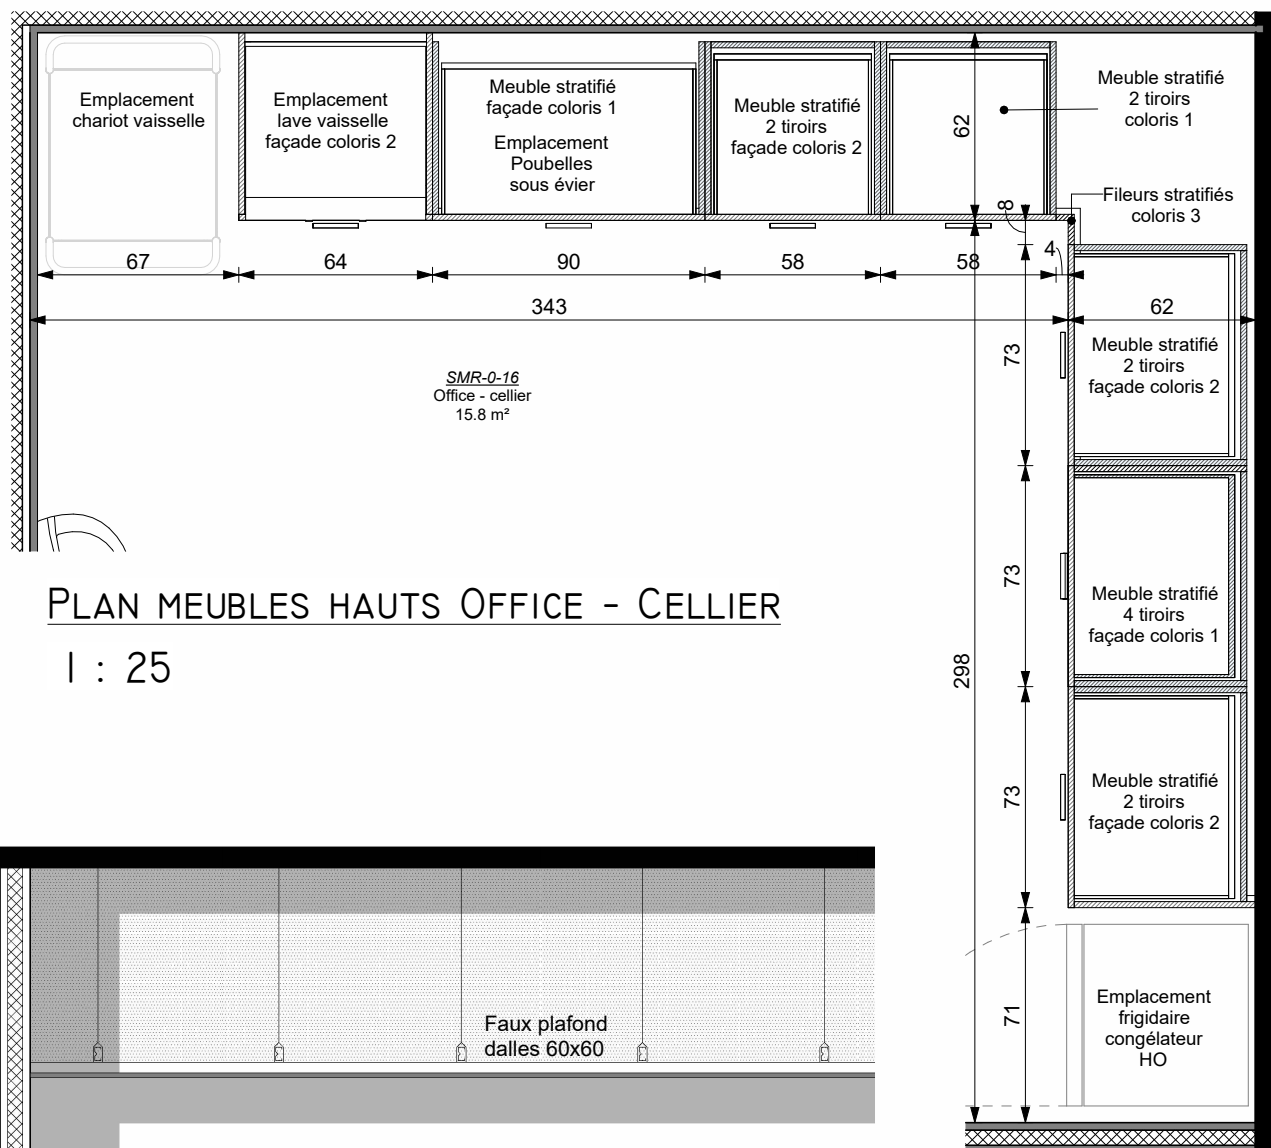 Emplacement
chariot vaisselle
Emplacement
lave vaisselle
façade coloris 2
Meuble stratifié
façade coloris 1
Emplacement
Poubelles
sous évier
Meuble stratifié
2 tiroirs
façade coloris 2
62
Meuble stratifié
2 tiroirs
coloris 1
Fileurs stratifiés
coloris 3
8
67
64
90
58
58
4
343
62
73
Meuble stratifié
2 tiroirs
façade coloris 2
SMR-0-16
Office - cellier
15.8 m²
73
Meuble stratifié
4 tiroirs
façade coloris 1
PLAN MEUBLES HAUTS OFFICE - CELLIER
1 : 25
298
73
Meuble stratifié
2 tiroirs
façade coloris 2
71
Emplacement
frigidaire
congélateur
HO
Faux plafond
dalles 60x60